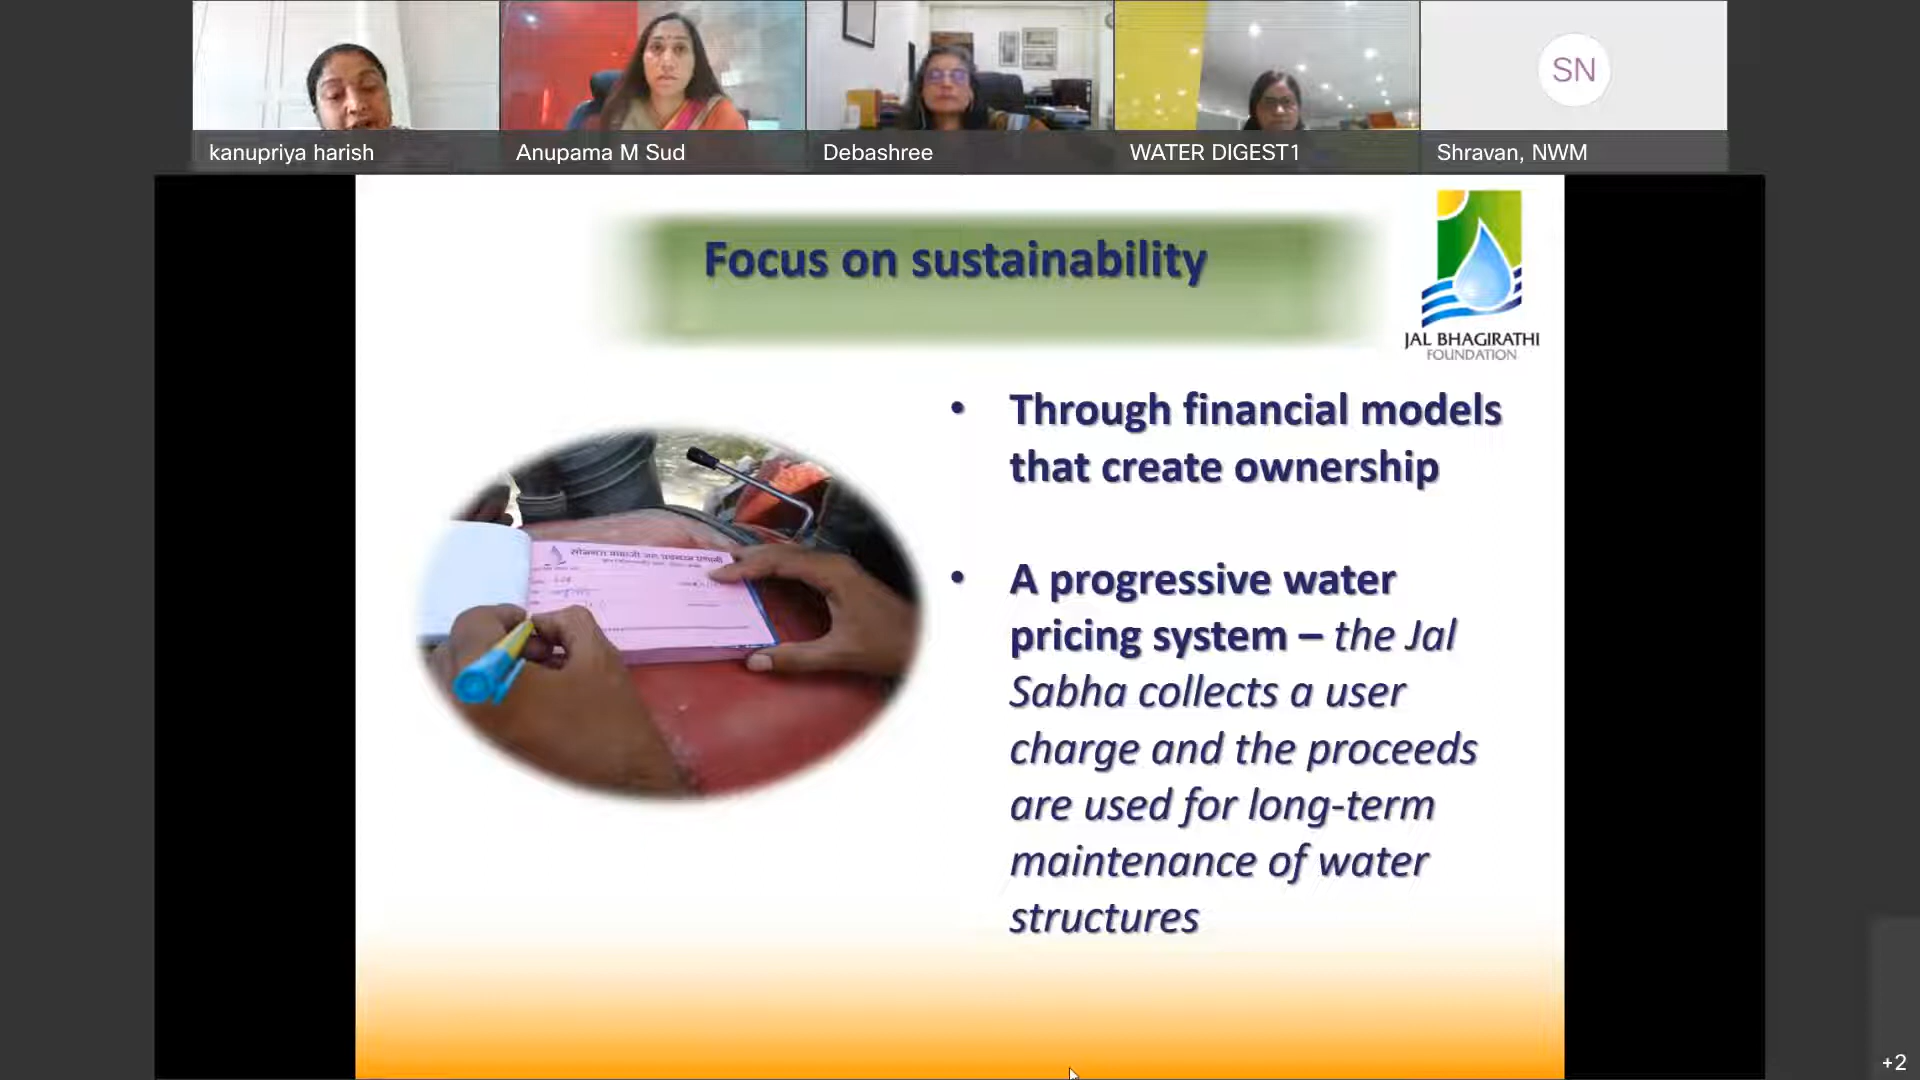 kanupriya harish
Anupama M Sud
Debashree
WATER DIGEST1
SN
Shravan, NWM
Focus on sustainability
JAL BHAGIRATHI
FOUNDATION
• Through financial models
that create ownership
• A progressive water
pricing system – the Jal
Sabha collects a user
charge and the proceeds
are used for long-term
maintenance of water
structures
+2